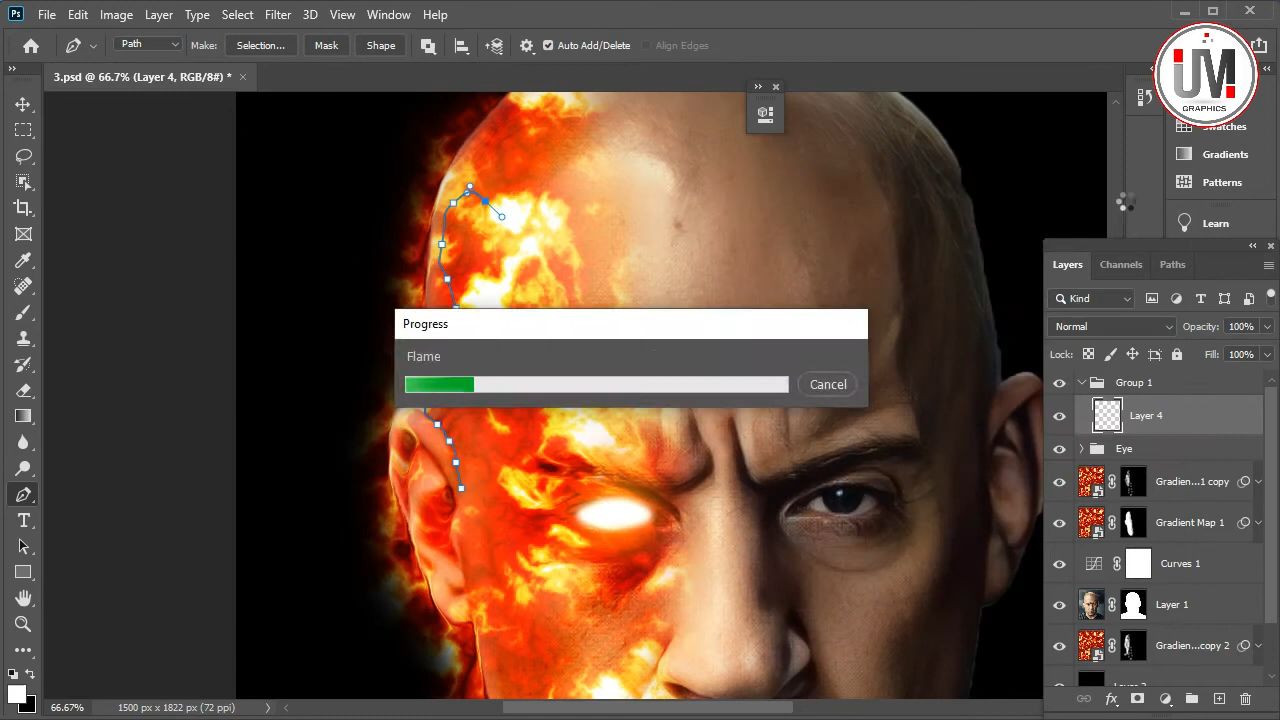 Ps File Edit Image Layer Type Select Filter 3D View Window Help
Path Make: Selection... Mask Shape Auto Add/Delete Align Edges
3.psd @ 66.7% (Layer 4, RGB/8#) *
UM
GRAPHICS
Swatches
Gradients
Patterns
Learn
Layers Channels Paths
Kind
Normal Opacity: 100%
Lock: Fill: 100%
Group 1
Layer 4
Eye
Gradien...1 copy
Gradient Map 1
Curves 1
Layer 1
Gradien...copy 2
Progress
Flame
Cancel
66.67% 1500 px x 1822 px (72 ppi)